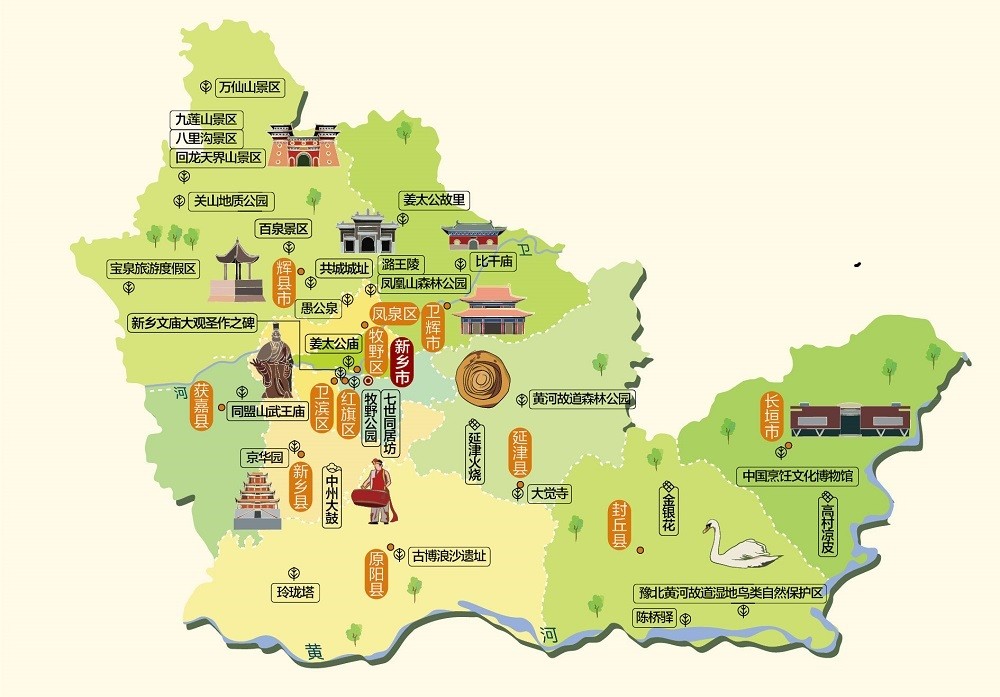 万仙山景区
九莲山景区
八里沟景区
回龙天界山景区
关山地质公园
姜太公故里
百泉景区
卫
宝泉旅游度假区
辉县市
共城城址
潞王陵
比干庙
凤凰山森林公园
愚公泉
凤泉区
卫辉市
新乡文庙大观圣作之碑
姜太公庙
牧野区
新乡市
河
获嘉县
同盟山武王庙
卫滨区
红旗区
牧野公园
七世同居坊
黄河故道森林公园
长垣市
京华园
新乡县
中州大鼓
延津火烧
延津县
大觉寺
中国烹饪文化博物馆
封丘县
金银花
高村凉皮
原阳县
古博浪沙遗址
玲珑塔
豫北黄河故道湿地鸟类自然保护区
陈桥驿
黄
河